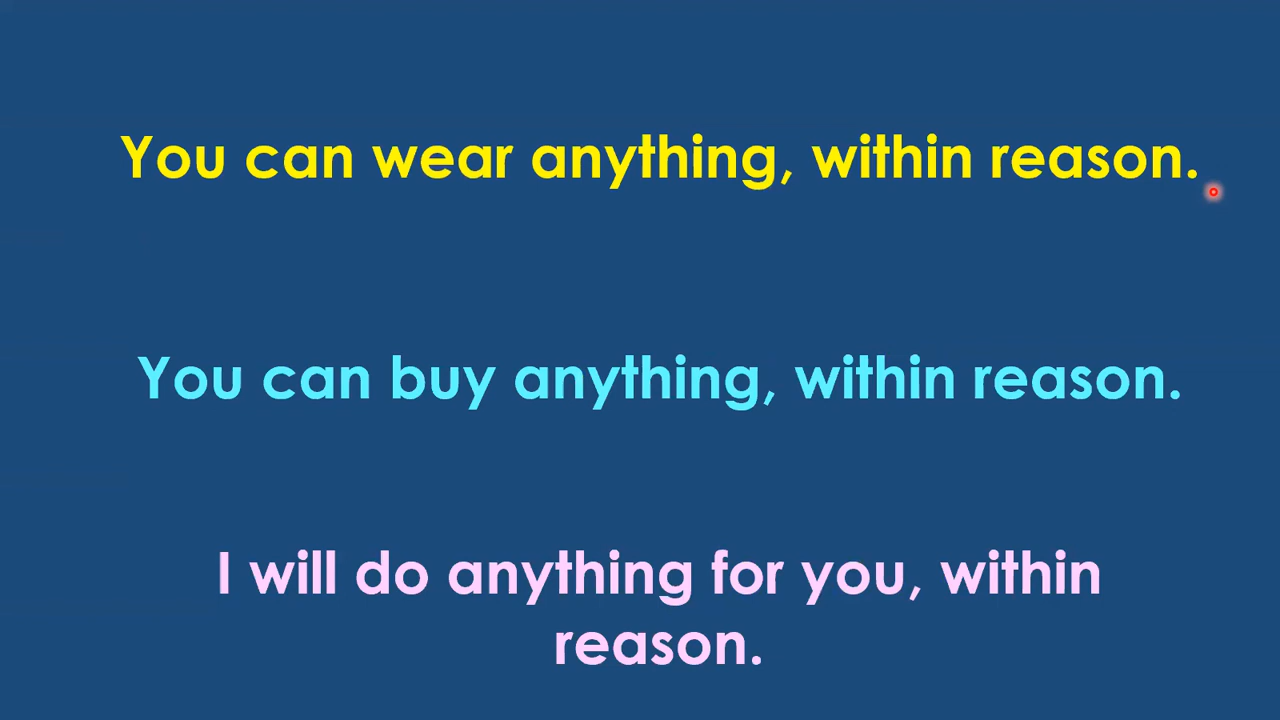 You can wear anything, within reason.
You can buy anything, within reason.
I will do anything for you, within
reason.